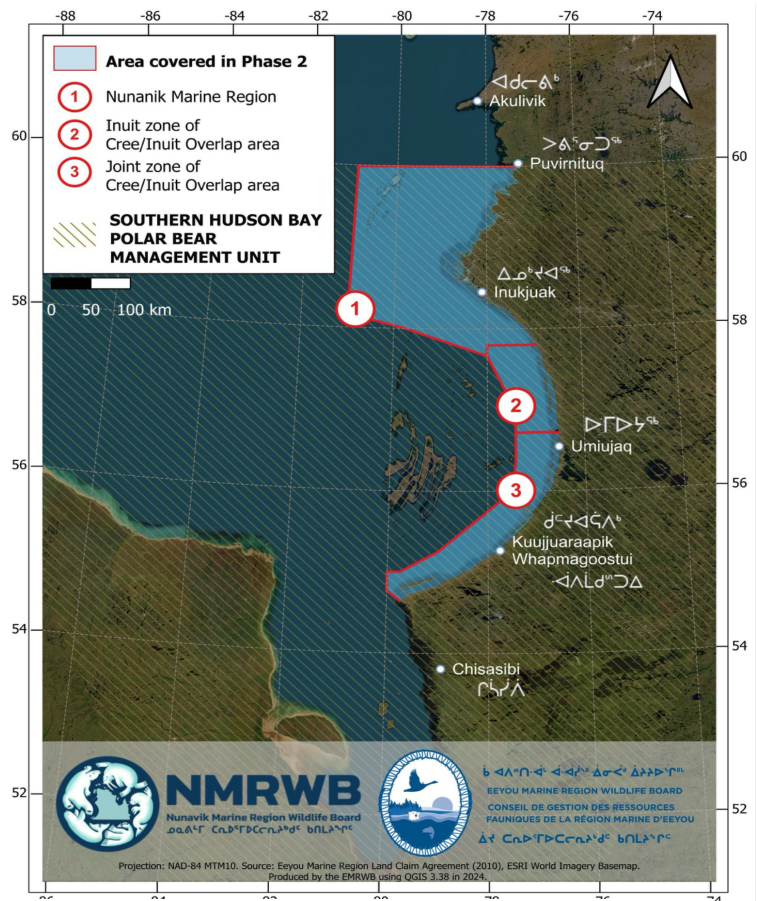 -88
-86
-84
-82
-80
-78
-76
-74
Area covered in Phase 2
1
Nunanik Marine Region
2
Inuit zone of
Cree/Inuit Overlap area
3
Joint zone of
Cree/Inuit Overlap area
SOUTHERN HUDSON BAY
POLAR BEAR
MANAGEMENT UNIT
0 50 100 km
ᐊᑯᓕᕕᒃ
Akulivik
60
60
ᐳᕕᕐᓂᑐᖅ
Puvirnituq
ᐃᓄᒃᔪᐊᖅ
Inukjuak
58
58
1
2
ᐅᒥᐅᔭᖅ
Umiujaq
56
56
3
ᑰᑦᔪᐊᕌᐱᒃ
Kuujjuaraapik
Whapmagoostui
54
54
Chisasibi
52
52
NMRWB
Nunavik Marine Region Wildlife Board
EEYOU MARINE REGION WILDLIFE BOARD
CONSEIL DE GESTION DES RESSOURCES
FAUNIQUES DE LA RÉGION MARINE D'EEYOU
Projection: NAD-84 MTM10. Source: Eeyou Marine Region Land Claim Agreement (2010), ESRI World Imagery Basemap.
Produced by the EMRWB using QGIS 3.38 in 2024.